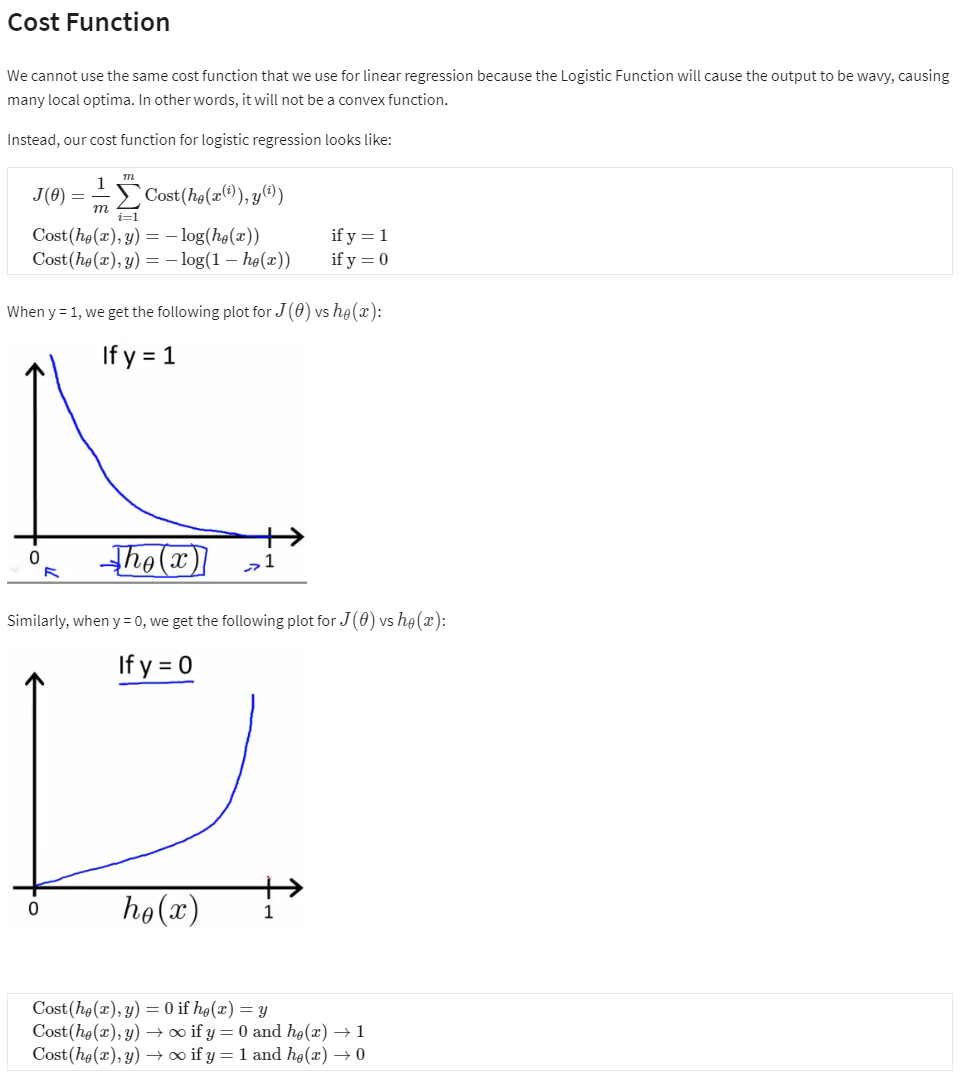 Cost Function
We cannot use the same cost function that we use for linear regression because the Logistic Function will cause the output to be wavy, causing
many local optima. In other words, it will not be a convex function.
Instead, our cost function for logistic regression looks like:
J(θ) = 1/m ∑_{i=1}^{m} Cost(h_θ(x^{(i)}), y^{(i)})
Cost(h_θ(x), y) = − log(h_θ(x)) if y = 1
Cost(h_θ(x), y) = − log(1 − h_θ(x)) if y = 0
When y = 1, we get the following plot for J(θ) vs h_θ(x):
If y = 1
0 h_θ(x) 1
Similarly, when y = 0, we get the following plot for J(θ) vs h_θ(x):
If y = 0
0 h_θ(x) 1
Cost(h_θ(x), y) = 0 if h_θ(x) = y
Cost(h_θ(x), y) → ∞ if y = 0 and h_θ(x) → 1
Cost(h_θ(x), y) → ∞ if y = 1 and h_θ(x) → 0